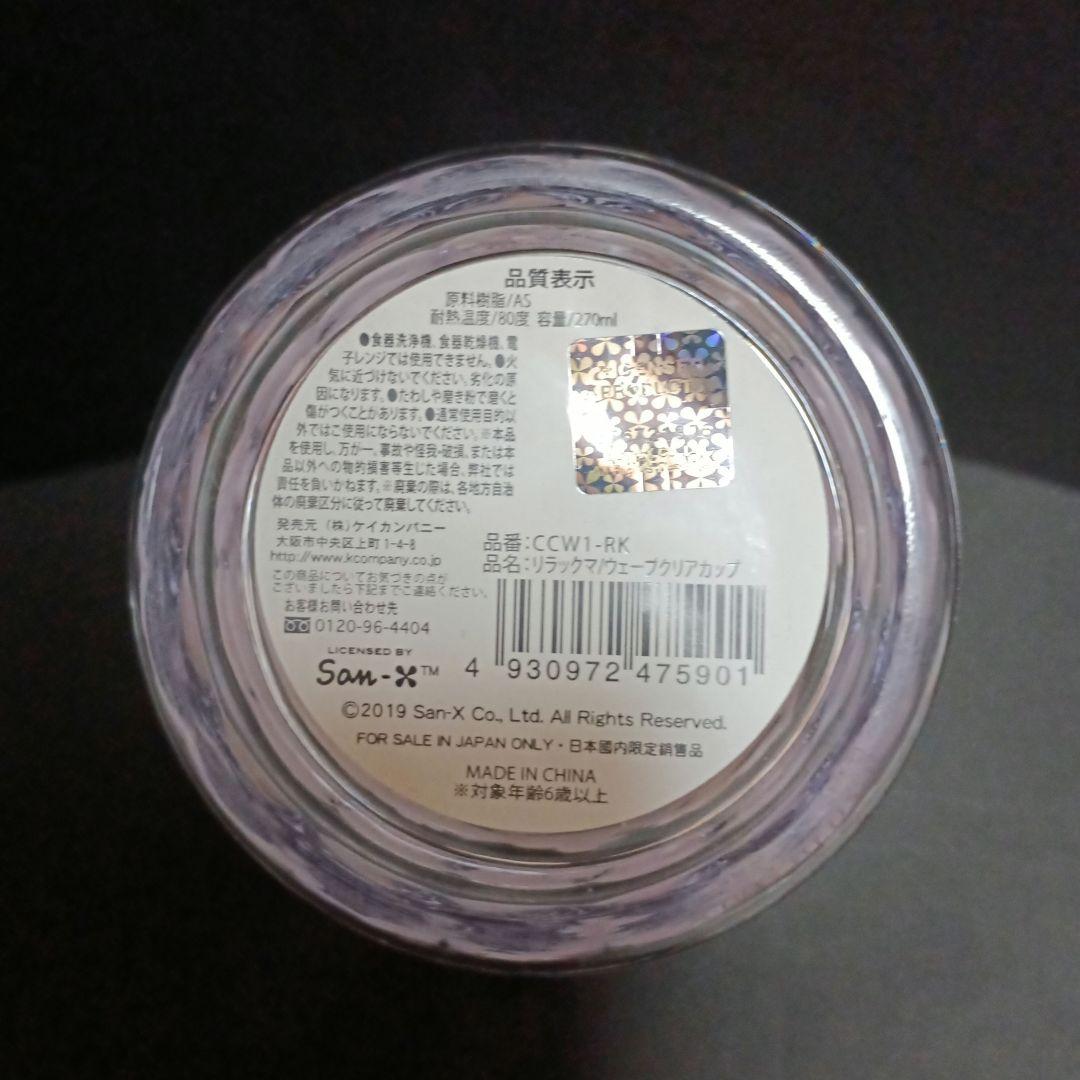 品質表示
原料樹脂/AS
耐熱温度/80度 容量/270ml
●食器洗浄機、食器乾燥機、電
子レンジでは使用できません。●火
気に近づけないでください。劣化の原
因になります。●たわしや磨き粉で磨くと
傷がつくことがあります。●通常使用目的以
外ではご使用にならないでください。※本品
を使用し、万が一、事故や怪我・破損、または本
品以外への物的損害等生じた場合、弊社では
責任を負いかねます。※廃棄の際は、各地方自治
体の廃棄区分に従って廃棄してください。
LICENSED
PRODUCT
発売元 (株)ケイカンパニー
大阪市中央区上町1-4-8
http://www.kcompany.co.jp
この商品についてお気づきの点が
ございましたら下記までご連絡ください。
お客様お問い合わせ先
0120-96-4404
品番:CCW1-RK
品名:リラックマ/ウェーブクリアカップ
4 930972 475901
LICENSED BY
San-X™
©2019 San-X Co., Ltd. All Rights Reserved.
FOR SALE IN JAPAN ONLY・日本國内限定銷售品
MADE IN CHINA
※対象年齢6歳以上